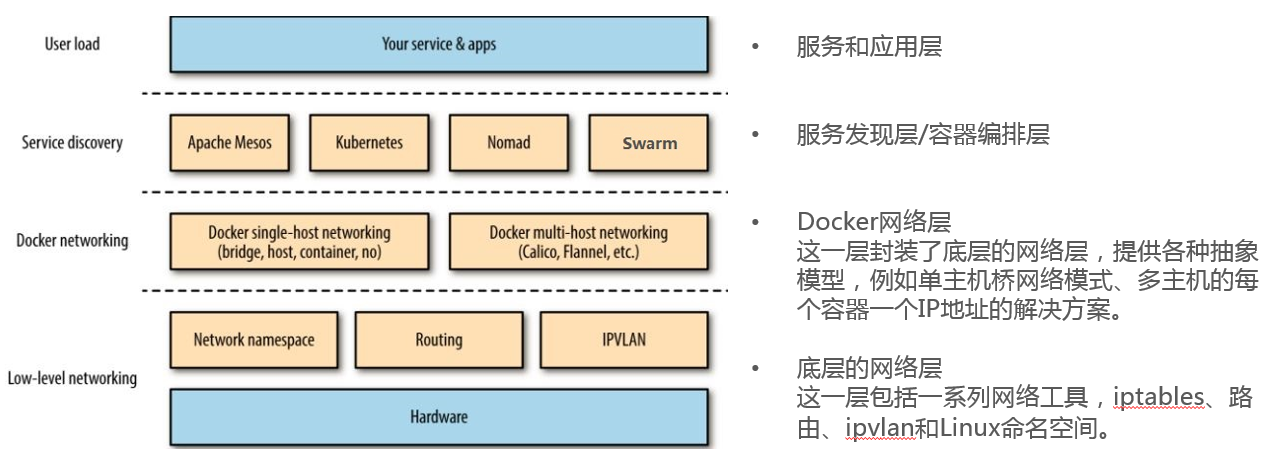 User load
Your service & apps
• 服务和应用层
Service discovery
Apache Mesos
Kubernetes
Nomad
Swarm
• 服务发现层/容器编排层
Docker networking
Docker single-host networking
(bridge, host, container, no)
Docker multi-host networking
(Calico, Flannel, etc.)
• Docker网络层
这一层封装了底层的网络层，提供各种抽象
模型，例如单主机桥网络模式、多主机的每
个容器一个IP地址的解决方案。
Low-level networking
Network namespace
Routing
IPVLAN
Hardware
• 底层的网络层
这一层包括一系列网络工具，iptables、路
由、ipvlan和Linux命名空间。